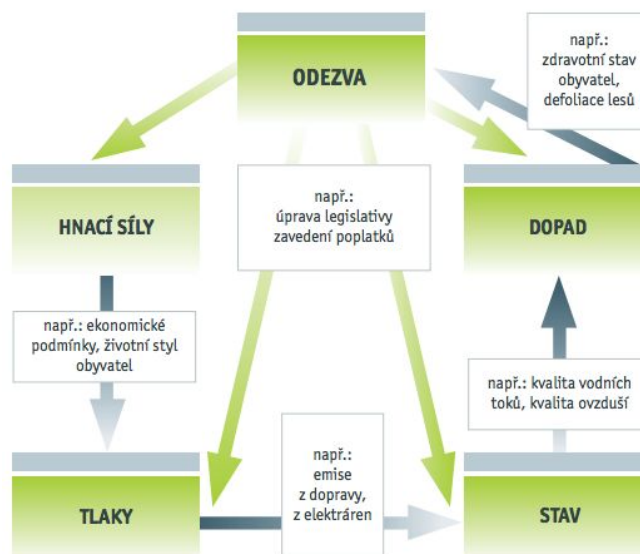 ODEZVA
např.:
zdravotní stav
obyvatel,
defoliace lesů
HNACÍ SÍLY
např.:
úprava legislativy
zavedení poplatků
DOPAD
např.: ekonomické
podmínky, životní styl
obyvatel
např.: kvalita vodních
toků, kvalita ovzduší
TLAKY
např.:
emise
z dopravy,
z elektráren
STAV